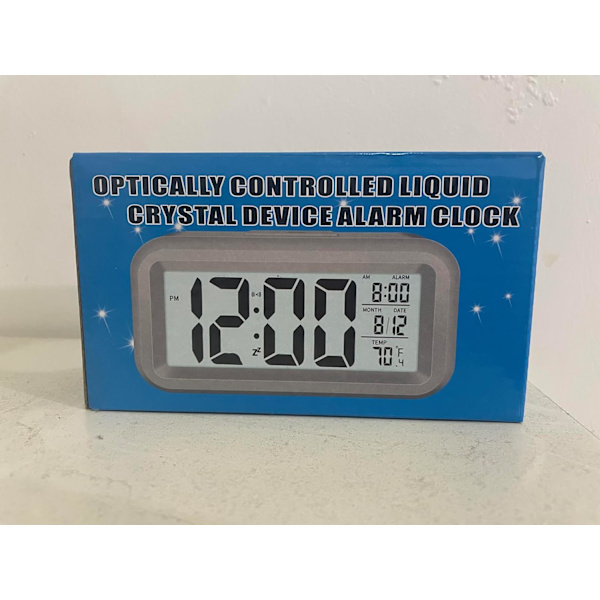 OPTICALLY CONTROLLED LIQUID
CRYSTAL DEVICE ALARM CLOCK
AM ALARM
PM 12:00 8:00
MONTH DATE
8/12
Zz
TEMP
70.4 °F